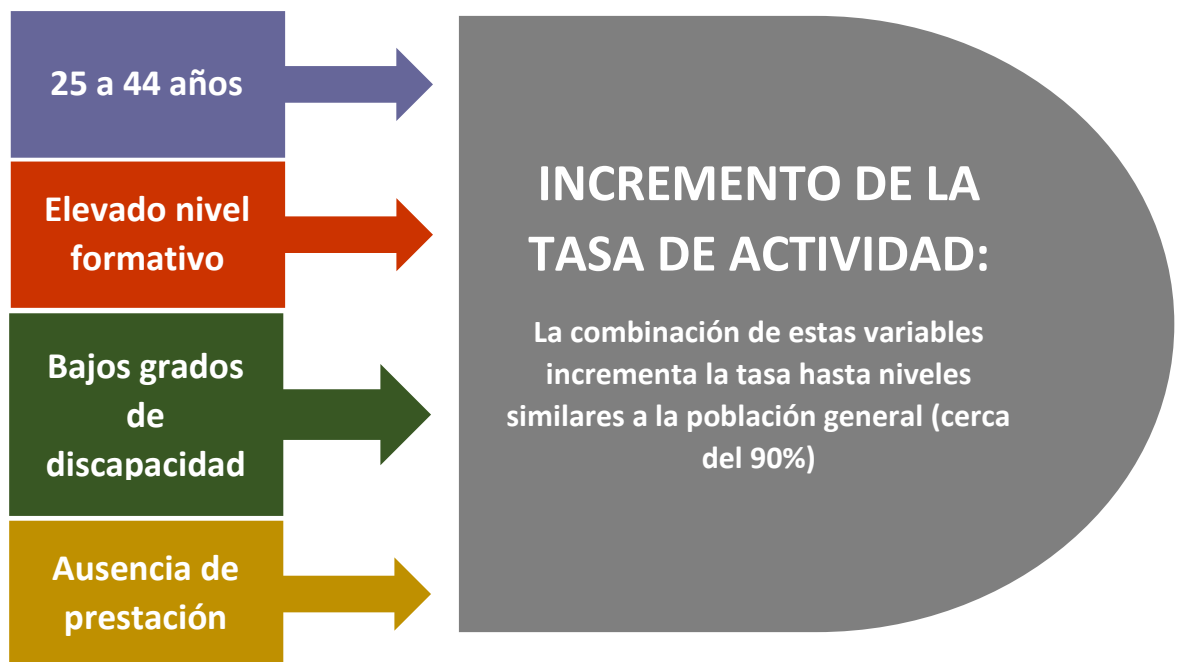 25 a 44 años
Elevado nivel
formativo
Bajos grados
de
discapacidad
Ausencia de
prestación
INCREMENTO DE LA
TASA DE ACTIVIDAD:
La combinación de estas variables
incrementa la tasa hasta niveles
similares a la población general (cerca
del 90%)